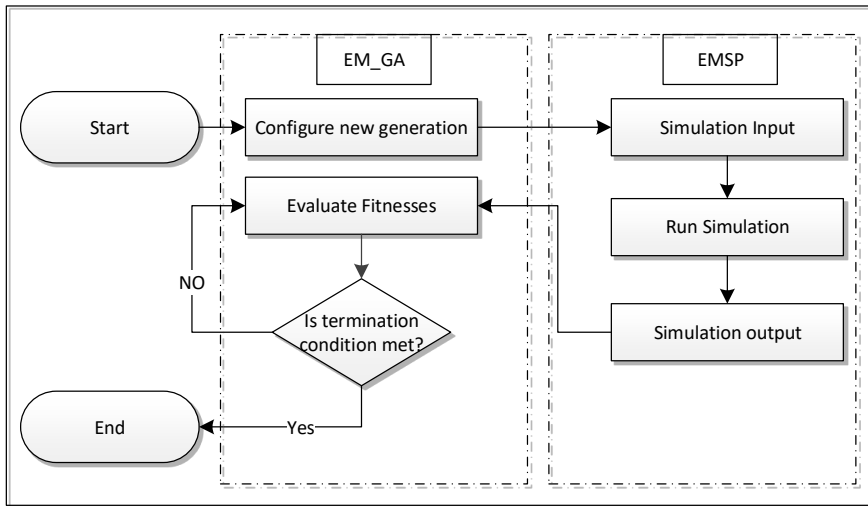 EM_GA
EMSP
Start
Configure new generation
Simulation Input
Evaluate Fitnesses
Run Simulation
NO
Is termination
condition met?
Simulation output
End
Yes